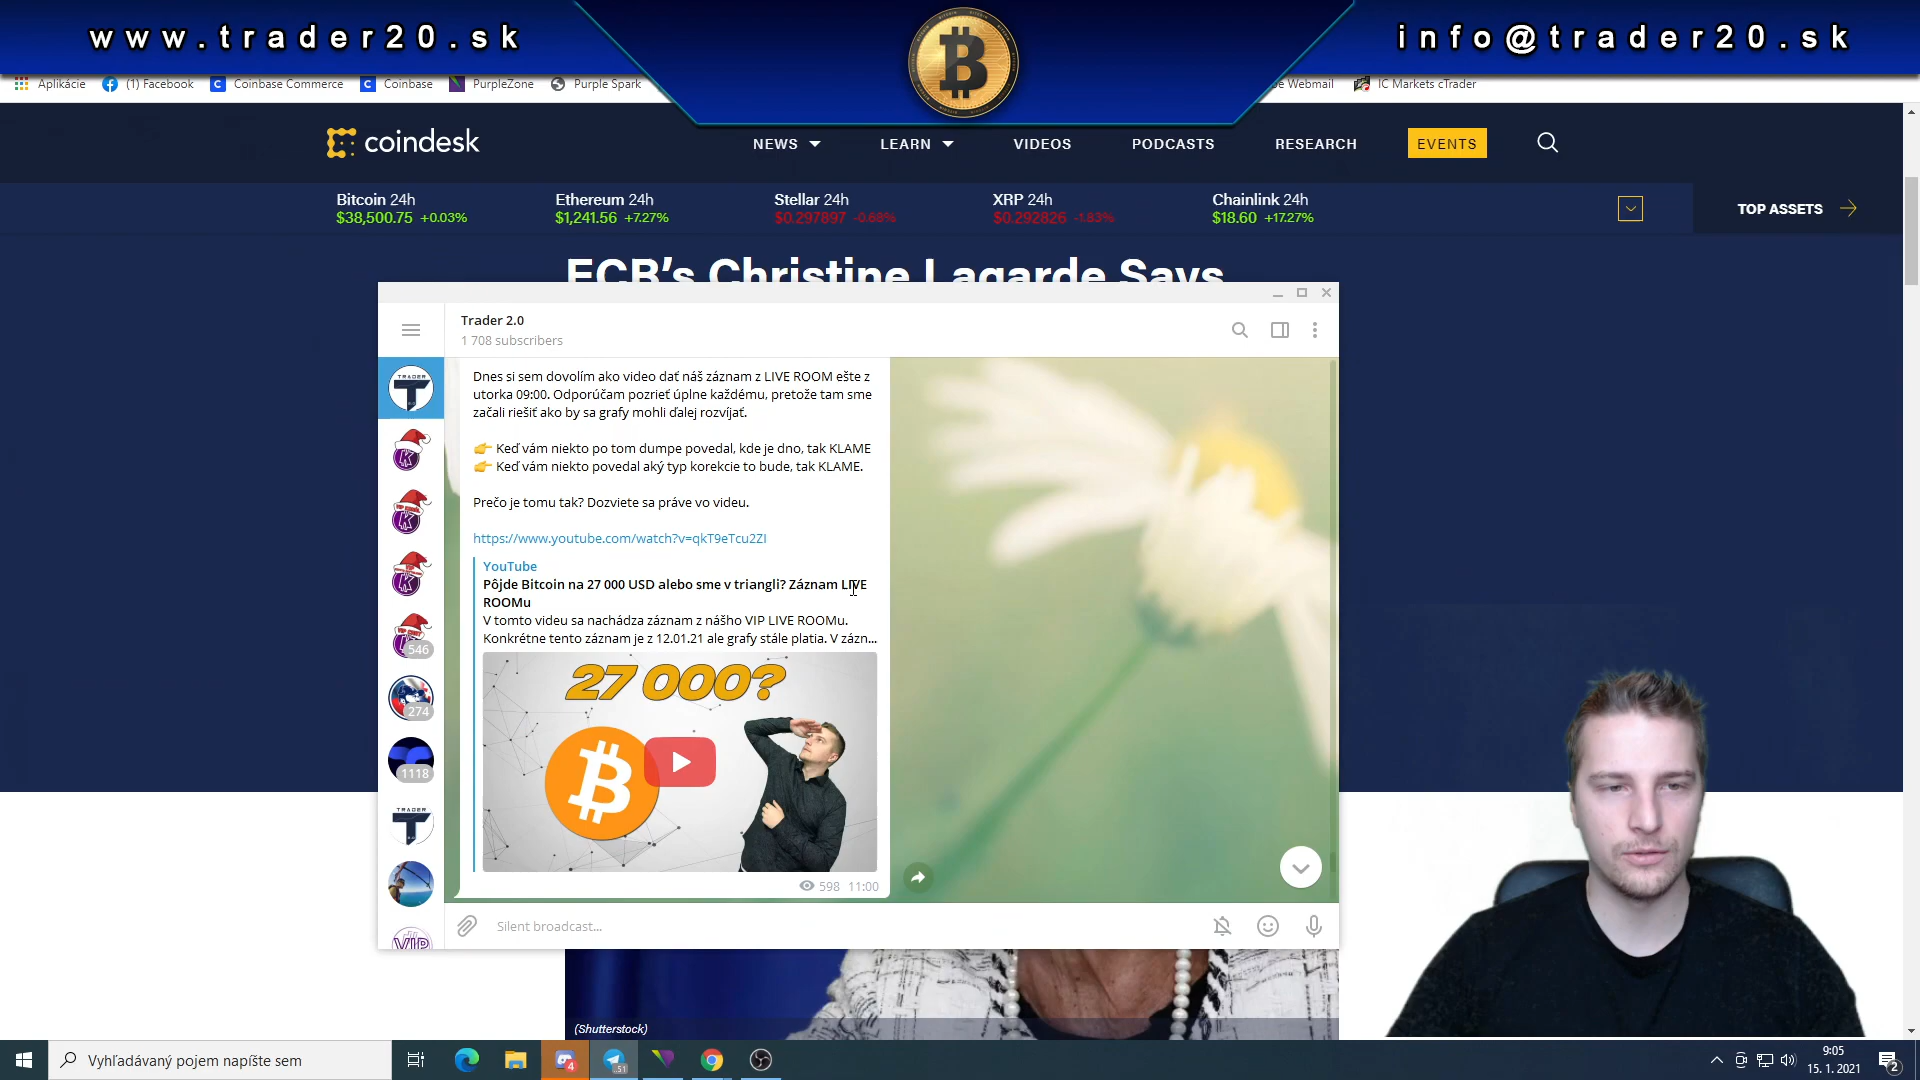 www.trader20.sk
info@trader20.sk
Aplikácie
(1) Facebook
Coinbase Commerce
Coinbase
PurpleZone
Purple Spark
Webmail
IC Markets cTrader
coindesk
NEWS
LEARN
VIDEOS
PODCASTS
RESEARCH
EVENTS
Bitcoin 24h
$38,500.75 +0.03%
Ethereum 24h
$1,241.56 +7.27%
Stellar 24h
$0.297897 -0.68%
XRP 24h
$0.292826 -1.83%
Chainlink 24h
$18.60 +17.27%
TOP ASSETS
ECB's Christine Lagarde Says
Trader 2.0
1 708 subscribers
Dnes si sem dovolím ako video dať náš záznam z LIVE ROOM ešte z
utorka 09:00. Odporúčam pozrieť úplne každému, pretože tam sme
začali riešiť ako by sa grafy mohli ďalej rozvíjať.
👉 Keď vám niekto po tom dumpe povedal, kde je dno, tak KLAME
👉 Keď vám niekto povedal aký typ korekcie to bude, tak KLAME.
Prečo je tomu tak? Dozviete sa práve vo videu.
https://www.youtube.com/watch?v=qkT9eTcu2ZI
YouTube
Pôjde Bitcoin na 27 000 USD alebo sme v triangli? Záznam LIVE
ROOMu
V tomto videu sa nachádza záznam z nášho VIP LIVE ROOMu.
Konkrétne tento záznam je z 12.01.21 ale grafy stále platia. V zázn...
27 000?
598 11:00
TRADER
546
274
1118
TRADER
VIP
Silent broadcast...
(Shutterstock)
Vyhľadávaný pojem napíšte sem
4
51
9:05
15. 1. 2021
2